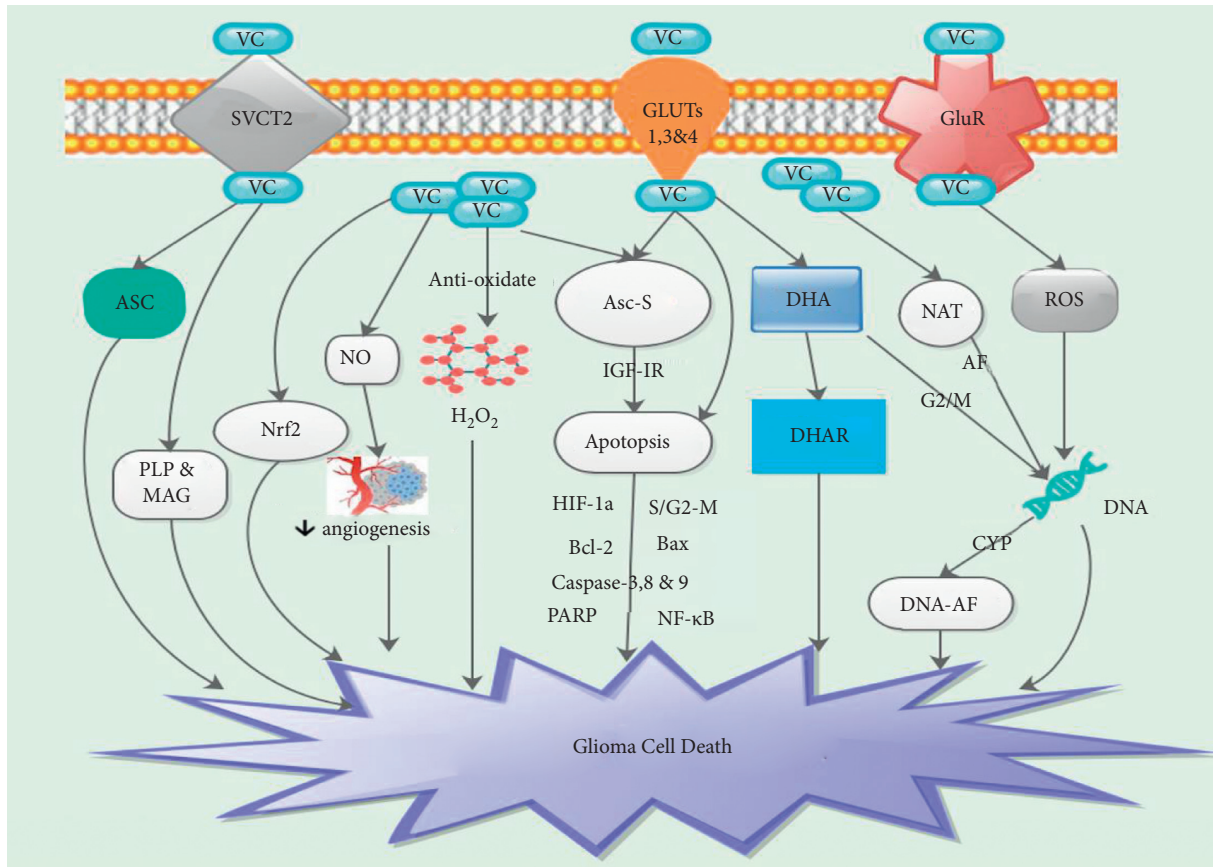 VC
VC
VC
SVCT2
GLUTs
1,3&4
GluR
VC
VC
VC
VC
VC
VC
VC
VC
ASC
Anti-oxidate
Asc-S
DHA
NAT
ROS
NO
IGF-IR
AF
G2/M
Nrf2
H₂O₂
Apotopsis
DHAR
PLP &
MAG
angiogenesis
HIF-1a
S/G2-M
DNA
Bcl-2
Bax
CYP
Caspase-3,8 & 9
PARP
NF-κB
DNA-AF
Glioma Cell Death